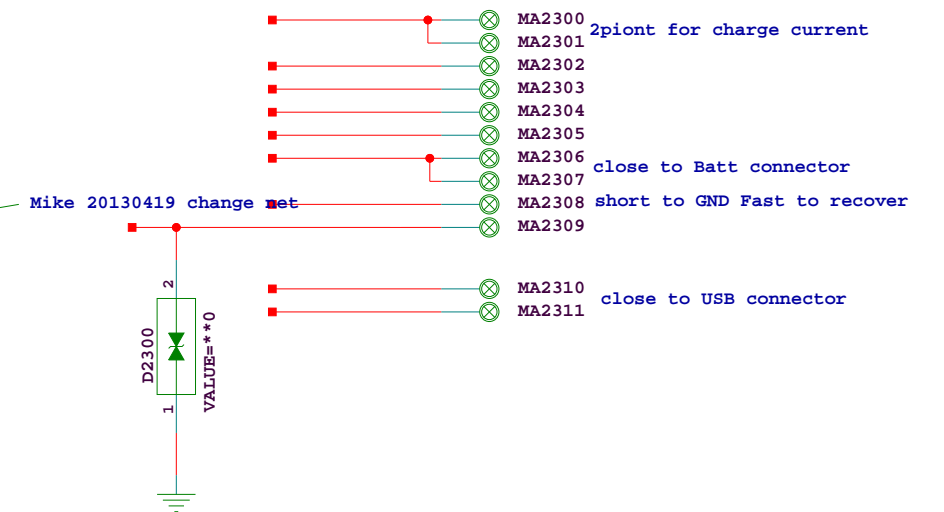 MA2300
2piont for charge current
MA2301
MA2302
MA2303
MA2304
MA2305
MA2306
close to Batt connector
MA2307
Mike 20130419 change net
MA2308
short to GND Fast to recover
MA2309
MA2310
close to USB connector
MA2311
2
D2300
VALUE=**0
1